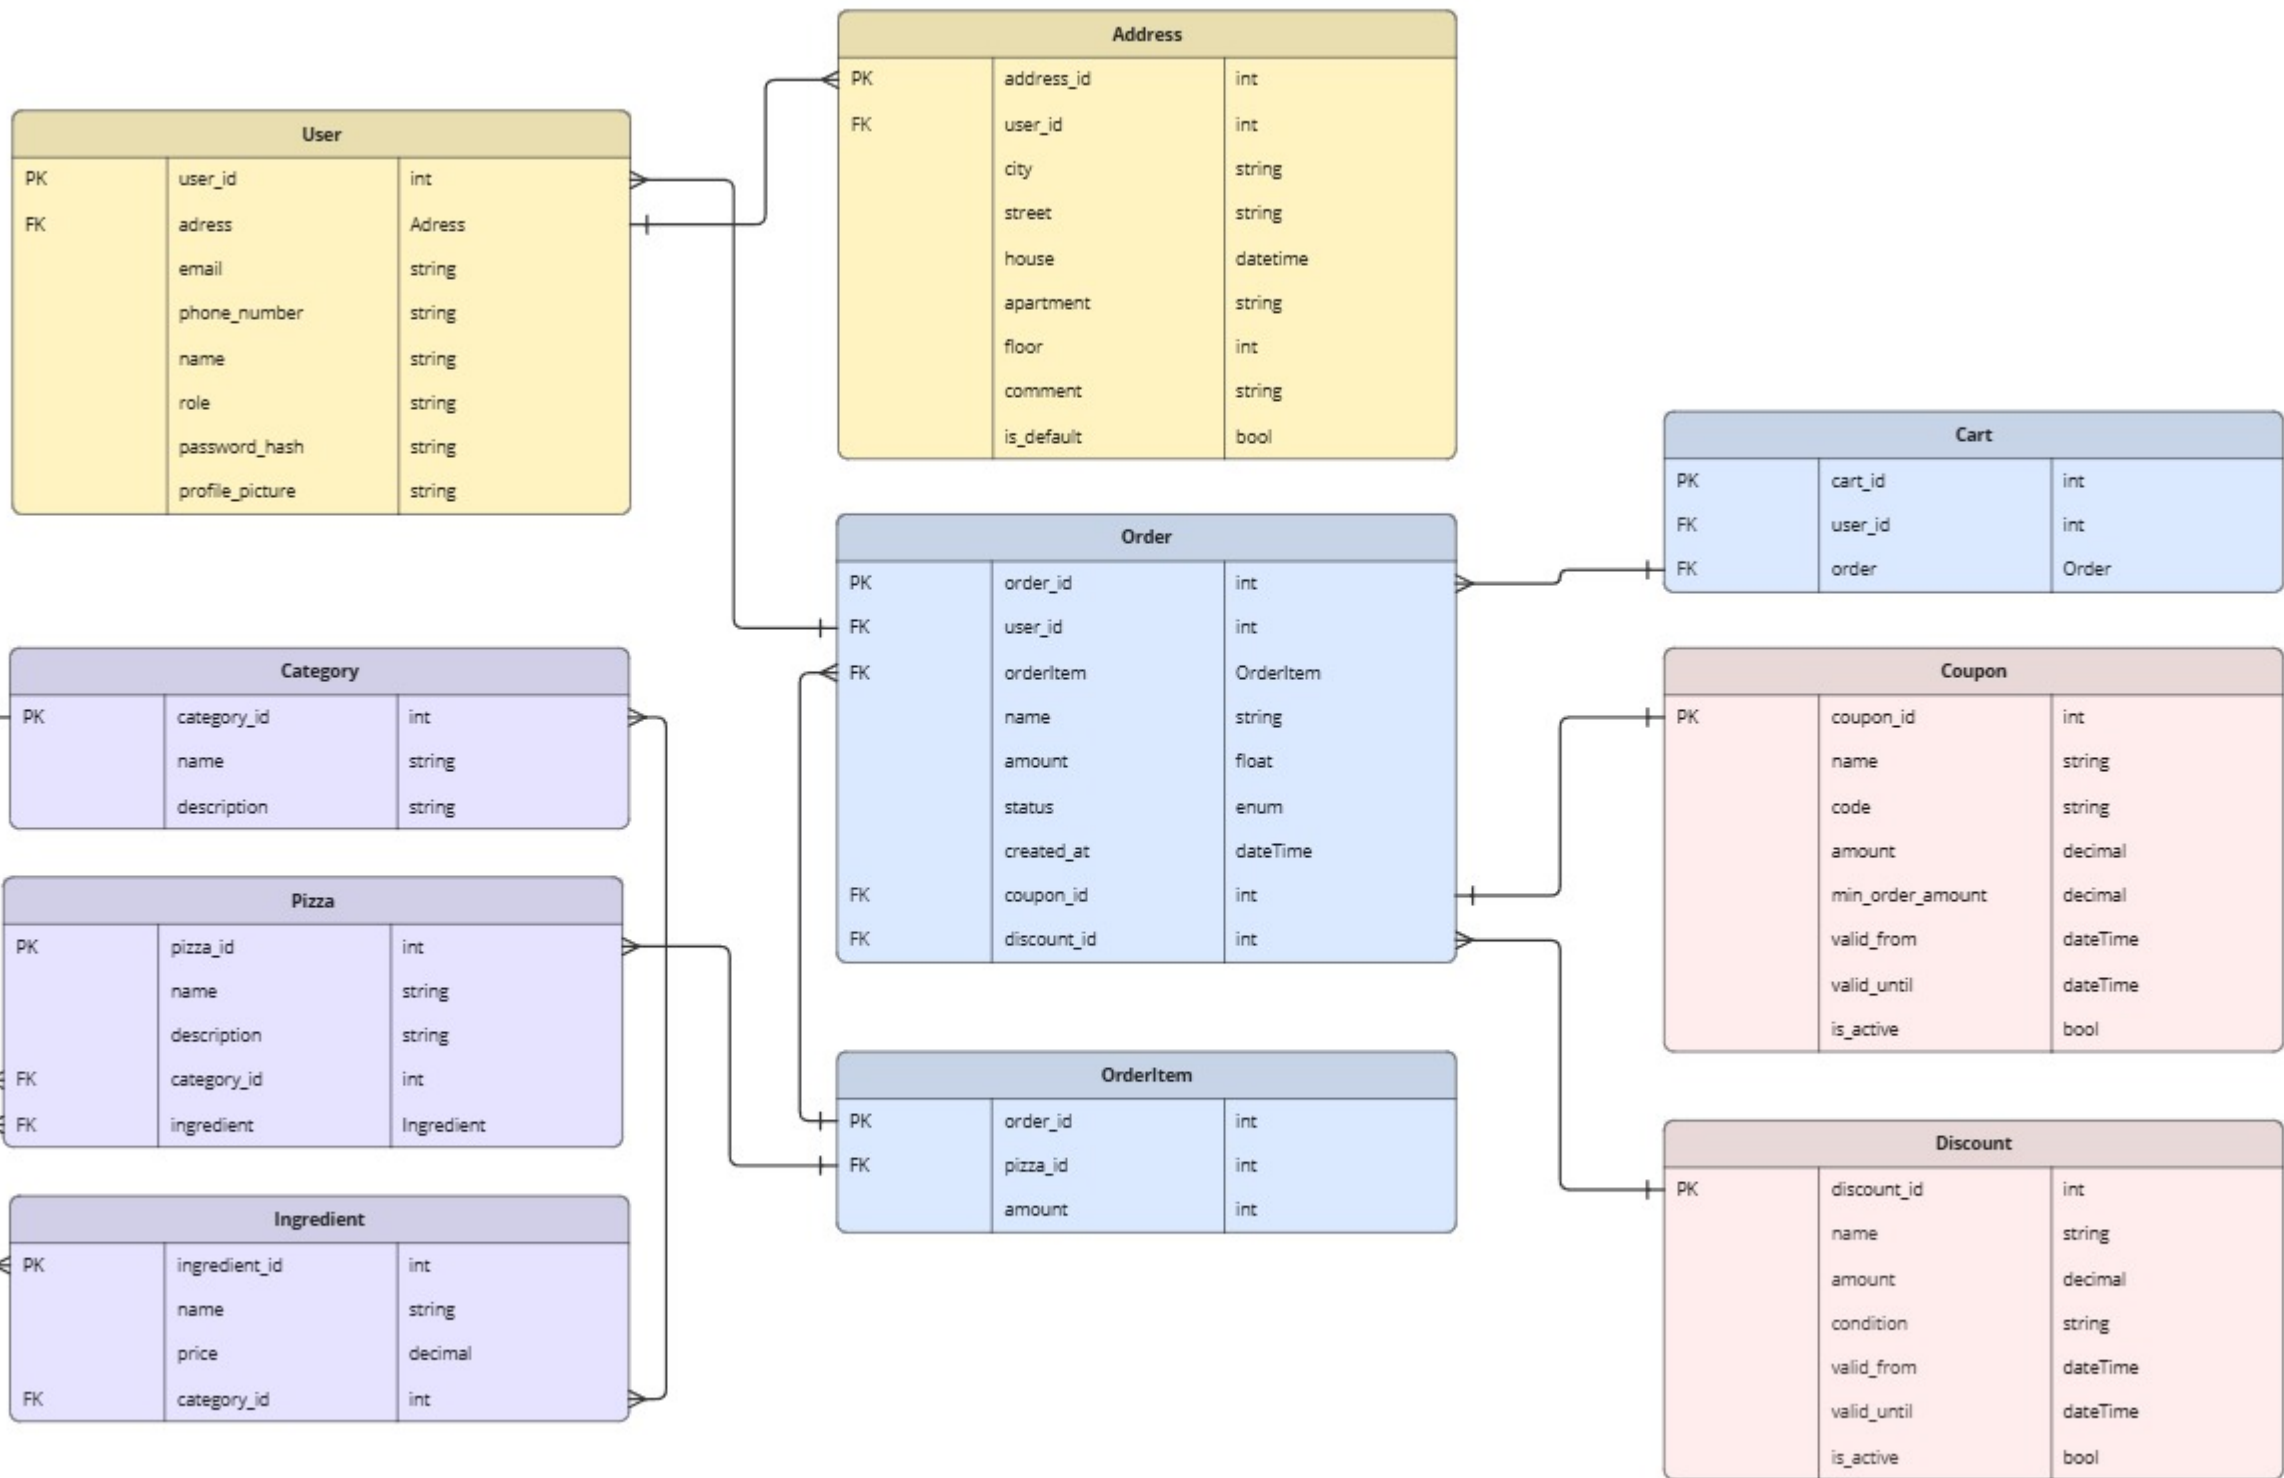 Address
PK address_id int
FK user_id int
city string
street string
house datetime
apartment string
floor int
comment string
is_default bool
User
PK user_id int
FK adress Adress
email string
phone_number string
name string
role string
password_hash string
profile_picture string
Cart
PK cart_id int
FK user_id int
FK order Order
Order
PK order_id int
FK user_id int
FK orderItem OrderItem
name string
amount float
status enum
created_at dateTime
FK coupon_id int
FK discount_id int
Category
PK category_id int
name string
description string
Coupon
PK coupon_id int
name string
code string
amount decimal
min_order_amount decimal
valid_from dateTime
valid_until dateTime
is_active bool
Pizza
PK pizza_id int
name string
description string
FK category_id int
FK ingredient Ingredient
OrderItem
PK order_id int
FK pizza_id int
amount int
Discount
PK discount_id int
name string
amount decimal
condition string
valid_from dateTime
valid_until dateTime
is_active bool
Ingredient
PK ingredient_id int
name string
price decimal
FK category_id int